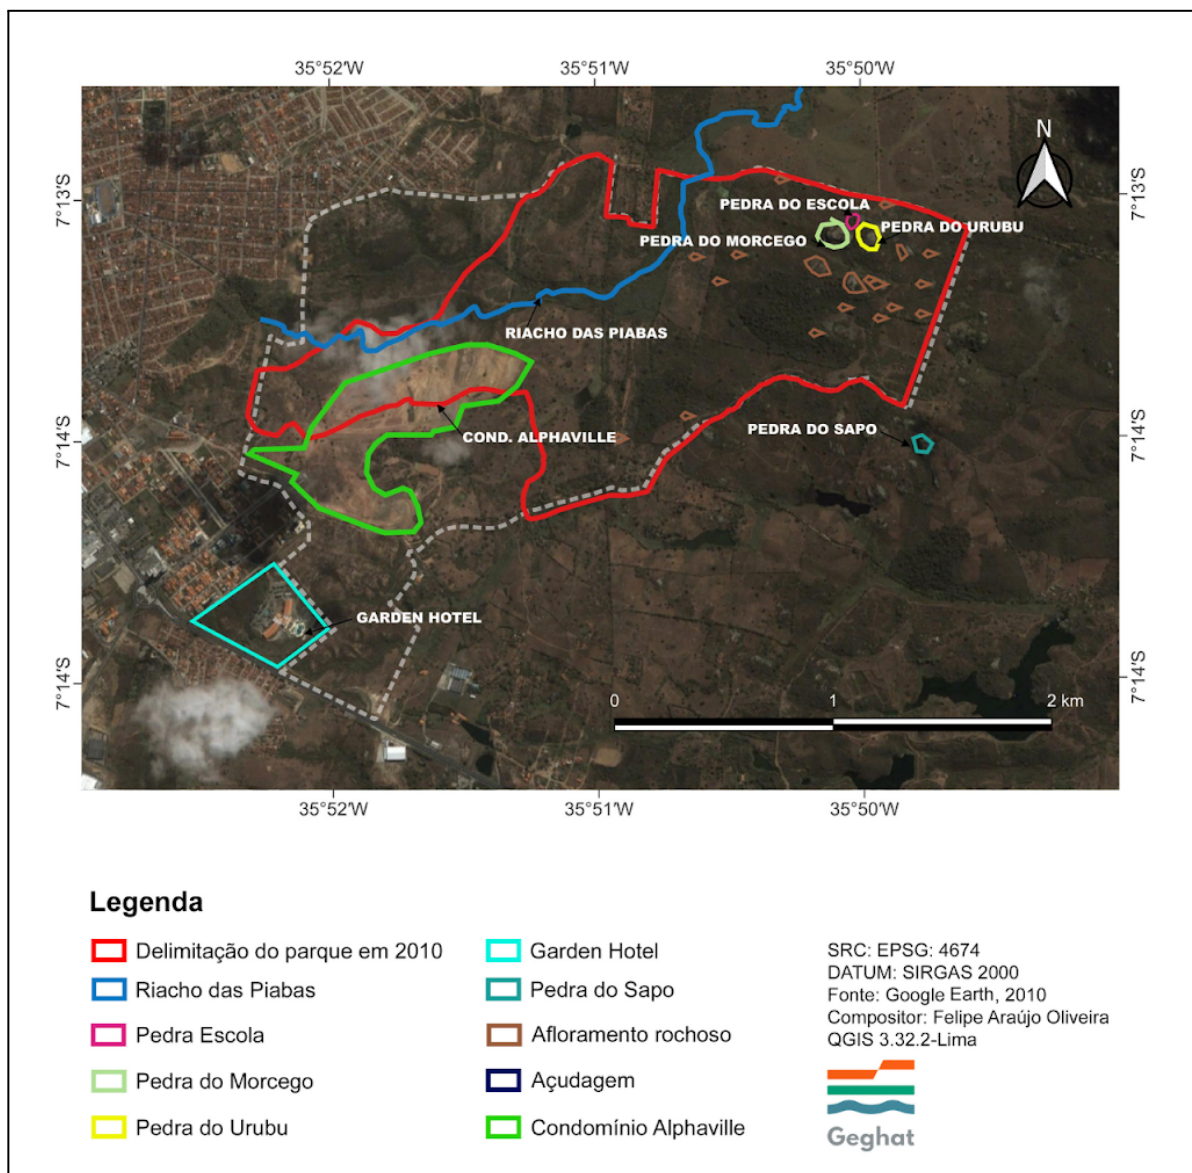 35°52'W 35°51'W 35°50'W
N
7°13'S 7°13'S
PEDRA DO ESCOLA
PEDRA DO MORCEGO PEDRA DO URUBU
RIACHO DAS PIABAS
COND. ALPHAVILLE PEDRA DO SAPO
7°14'S 7°14'S
GARDEN HOTEL
7°14'S 7°14'S
0 1 2 km
35°52'W 35°51'W 35°50'W
Legenda
Delimitação do parque em 2010
Riacho das Piabas
Pedra Escola
Pedra do Morcego
Pedra do Urubu
Garden Hotel
Pedra do Sapo
Afloramento rochoso
Açudagem
Condomínio Alphaville
SRC: EPSG: 4674
DATUM: SIRGAS 2000
Fonte: Google Earth, 2010
Compositor: Felipe Araújo Oliveira
QGIS 3.32.2-Lima
Geghat